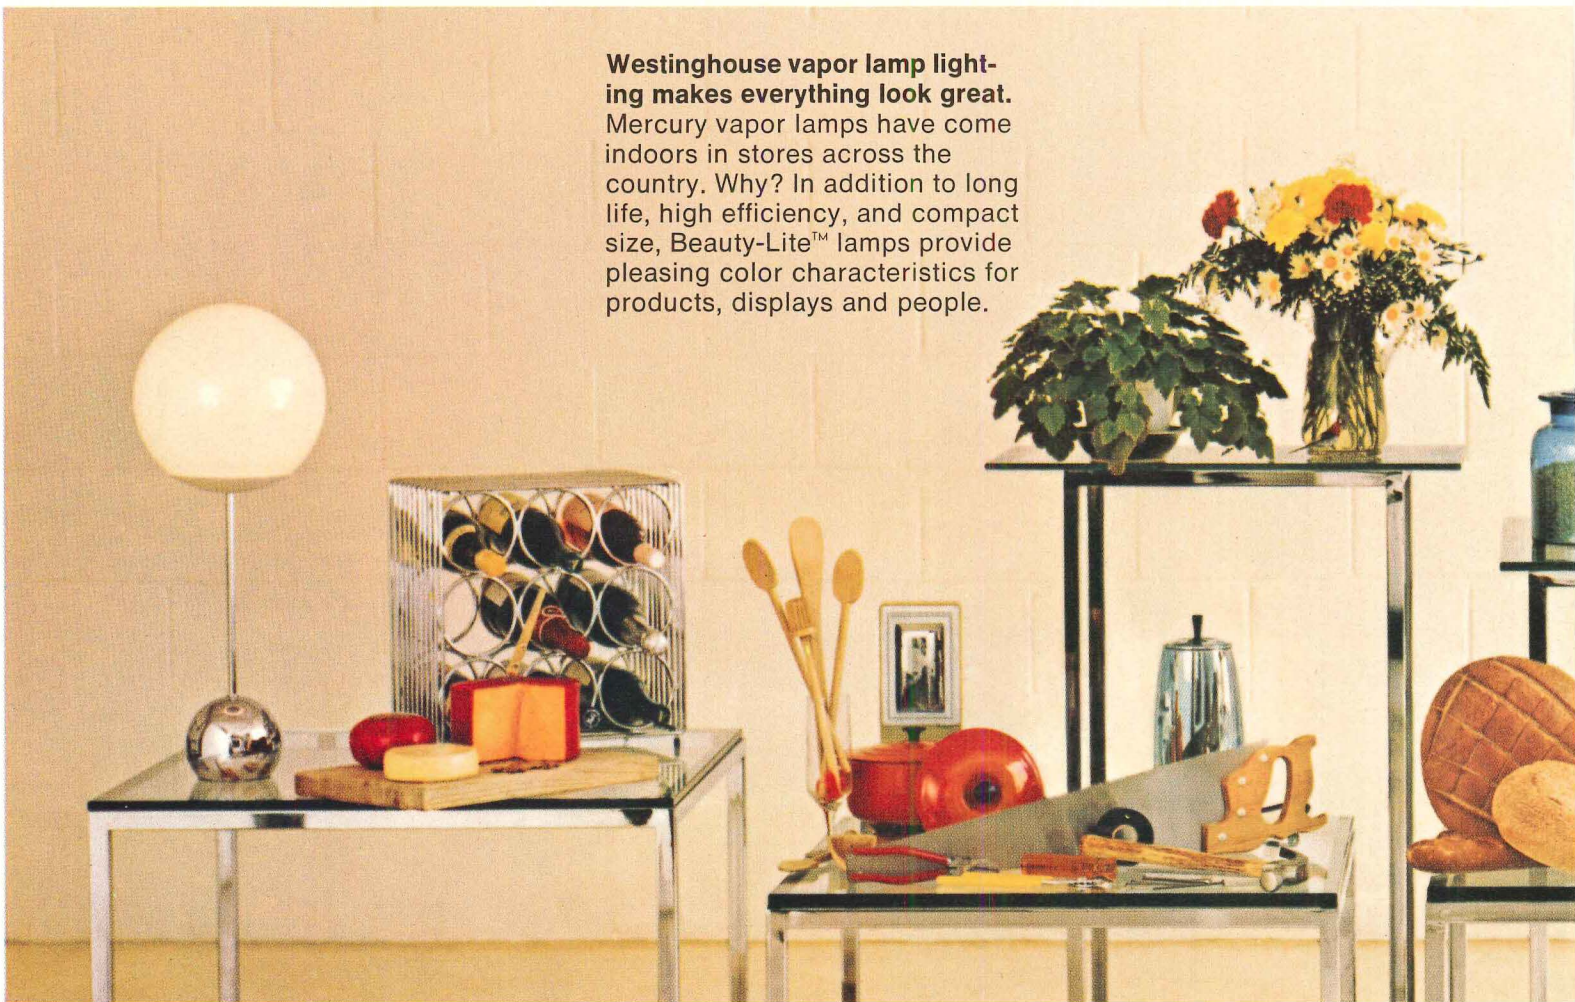 Westinghouse vapor lamp light-
ing makes everything look great.
Mercury vapor lamps have come
indoors in stores across the
country. Why? In addition to long
life, high efficiency, and compact
size, Beauty-Lite™ lamps provide
pleasing color characteristics for
products, displays and people.